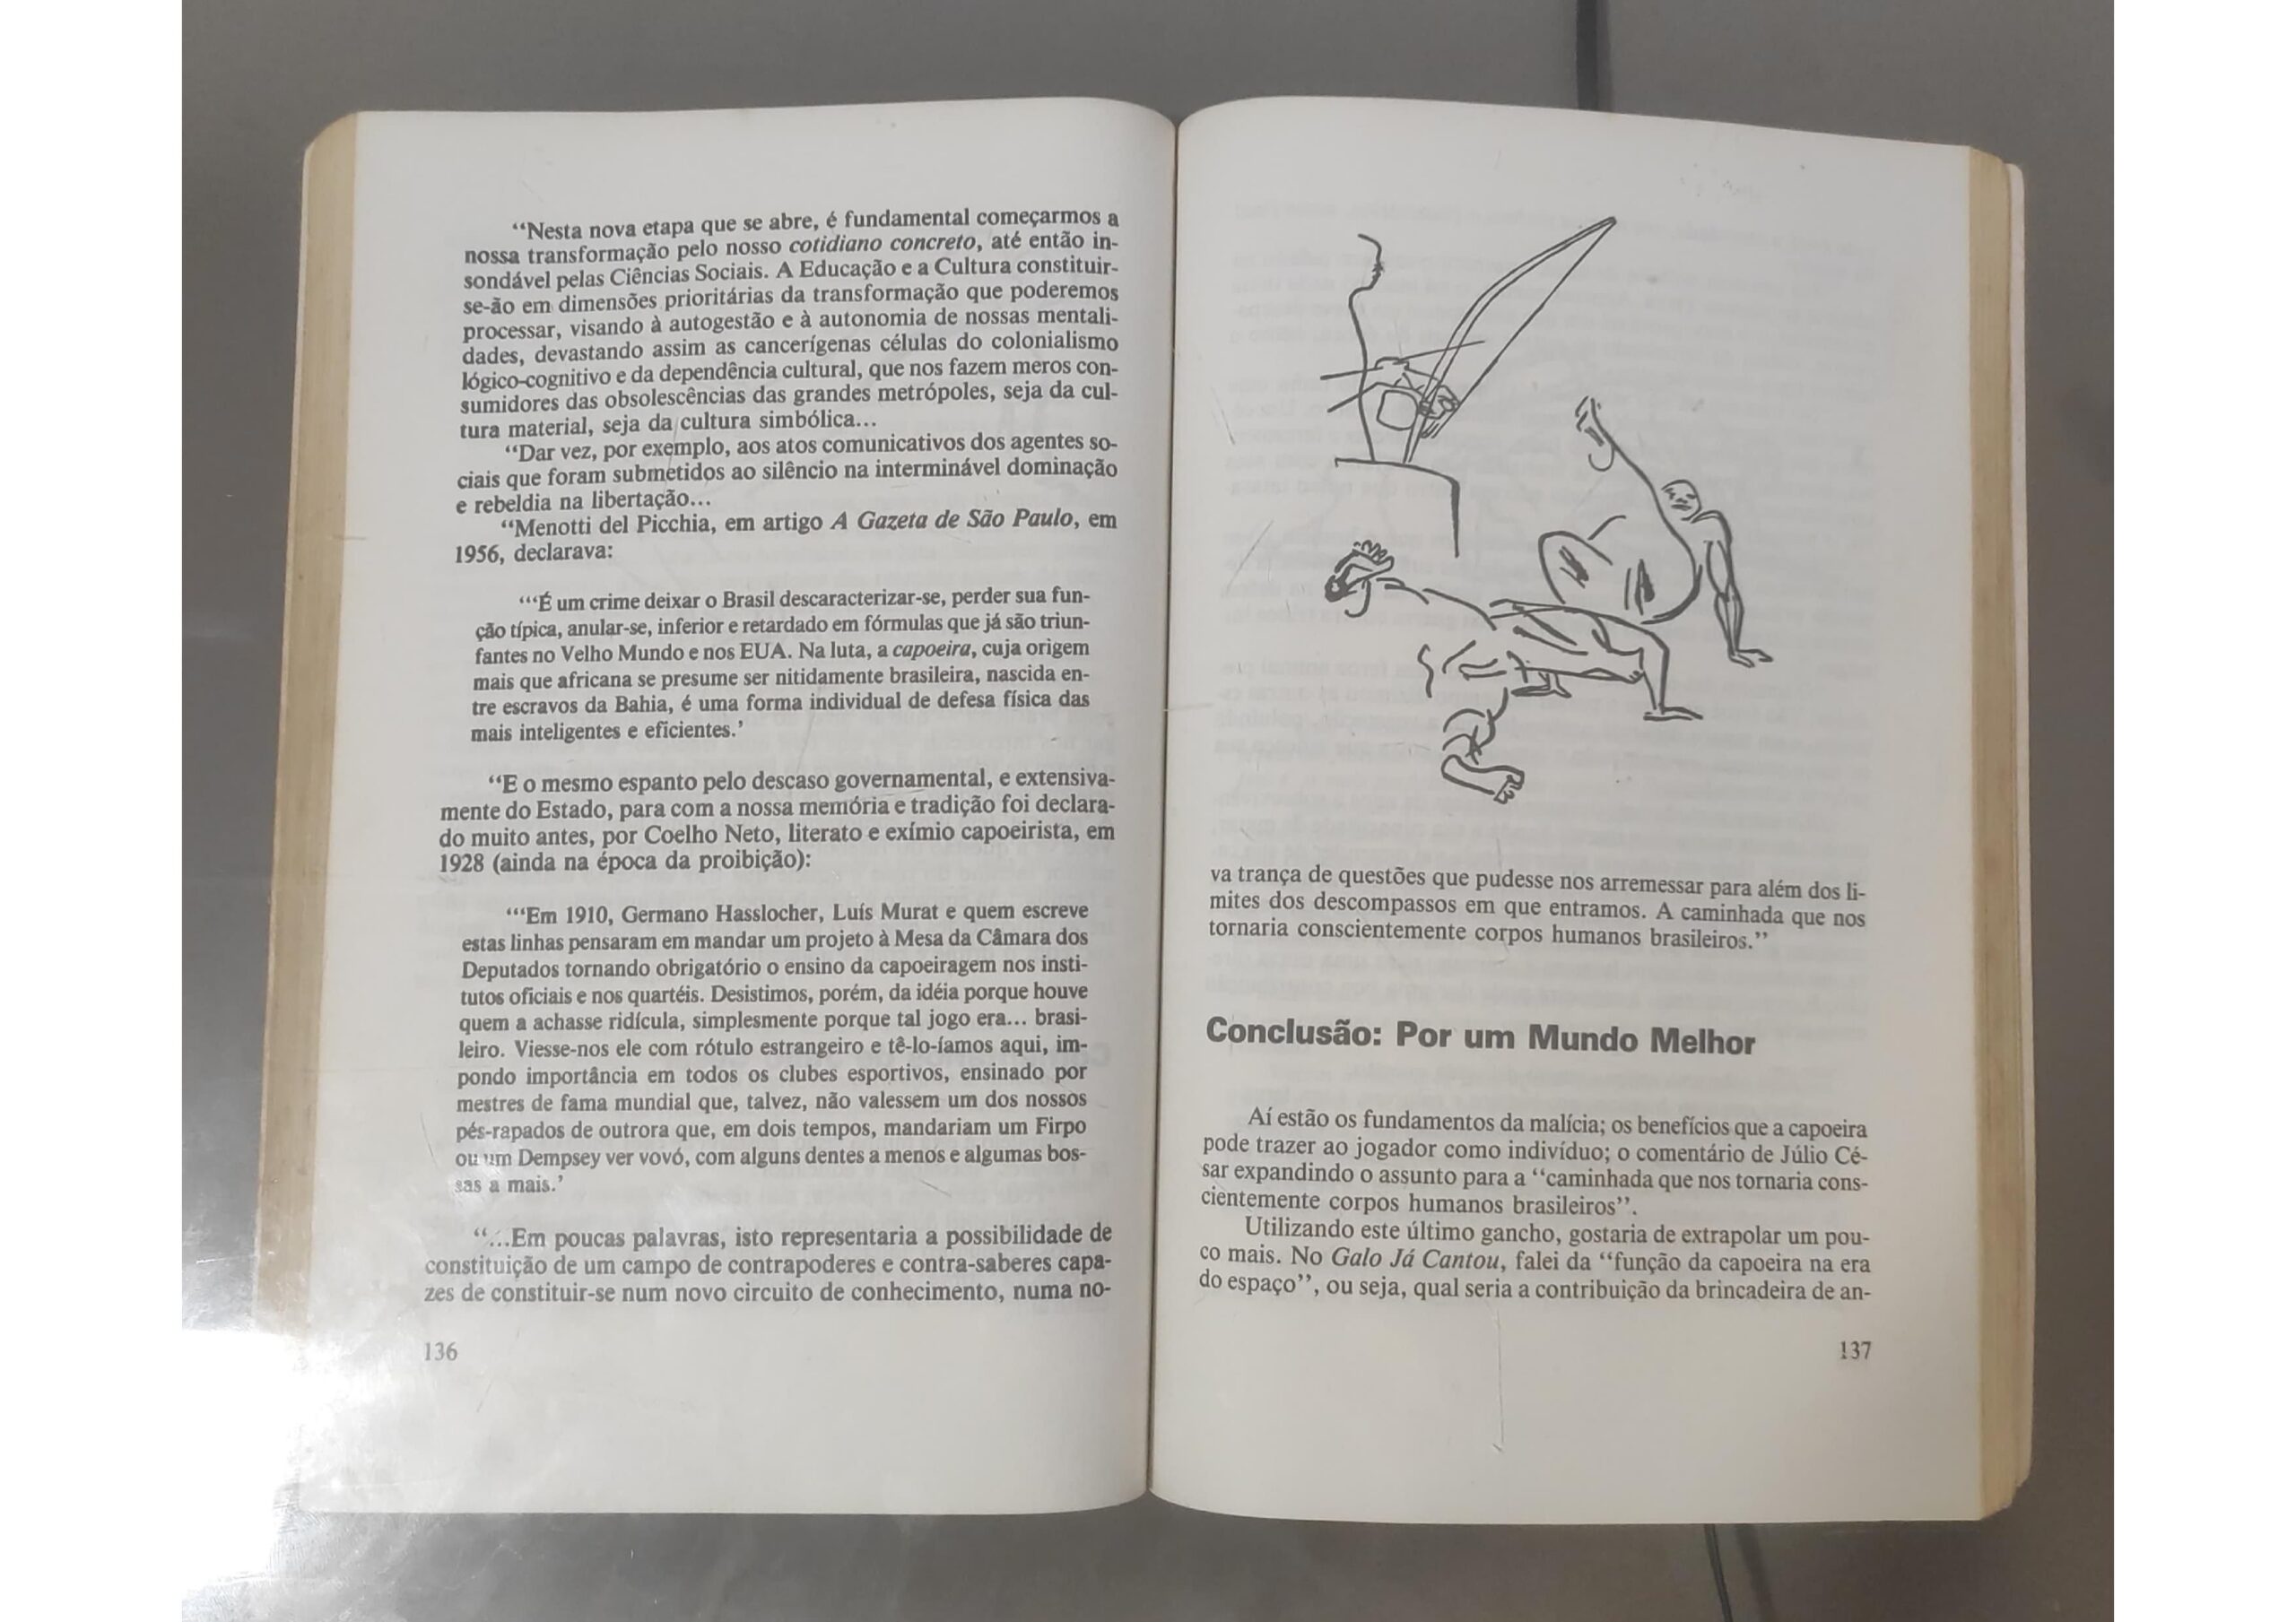 “Nesta nova etapa que se abre, é fundamental começarmos a
nossa transformação pelo nosso cotidiano concreto, até então in-
sondável pelas Ciências Sociais. A Educação e a Cultura constituir-
se-ão em dimensões prioritárias da transformação que poderemos
processar, visando à autogestão e à autonomia de nossas mentali-
dades, devastando assim as cancerígenas células do colonialismo
lógico-cognitivo e da dependência cultural, que nos fazem meros con-
sumidores das obsolescências das grandes metrópoles, seja da cul-
tura material, seja da cultura simbólica...
“Dar vez, por exemplo, aos atos comunicativos dos agentes so-
ciais que foram submetidos ao silêncio na interminável dominação
e rebeldia na libertação...
“Menotti del Picchia, em artigo A Gazeta de São Paulo, em
1956, declarava:
“‘É um crime deixar o Brasil descaracterizar-se, perder sua fun-
ção típica, anular-se, inferior e retardado em fórmulas que já são triun-
fantes no Velho Mundo e nos EUA. Na luta, a capoeira, cuja origem
mais que africana se presume ser nitidamente brasileira, nascida en-
tre escravos da Bahia, é uma forma individual de defesa física das
mais inteligentes e eficientes.’
“E o mesmo espanto pelo descaso governamental, e extensiva-
mente do Estado, para com a nossa memória e tradição foi declara-
do muito antes, por Coelho Neto, literato e exímio capoeirista, em
1928 (ainda na época da proibição):
“‘Em 1910, Germano Hasslocher, Luís Murat e quem escreve
estas linhas pensaram em mandar um projeto à Mesa da Câmara dos
Deputados tornando obrigatório o ensino da capoeiragem nos insti-
tutos oficiais e nos quartéis. Desistimos, porém, da idéia porque houve
quem a achasse ridícula, simplesmente porque tal jogo era... brasi-
leiro. Viesse-nos ele com rótulo estrangeiro e tê-lo-íamos aqui, im-
pondo importância em todos os clubes esportivos, ensinado por
mestres de fama mundial que, talvez, não valessem um dos nossos
pés-rapados de outrora que, em dois tempos, mandariam um Firpo
ou um Dempsey ver vovó, com alguns dentes a menos e algumas bos-
sas a mais.’
“...Em poucas palavras, isto representaria a possibilidade de
constituição de um campo de contrapoderes e contra-saberes capa-
zes de constituir-se num novo circuito de conhecimento, numa no-
136
va trança de questões que pudesse nos arremessar para além dos li-
mites dos descompassos em que entramos. A caminhada que nos
tornaria conscientemente corpos humanos brasileiros.”
Conclusão: Por um Mundo Melhor
Aí estão os fundamentos da malícia; os benefícios que a capoeira
pode trazer ao jogador como indivíduo; o comentário de Júlio Cé-
sar expandindo o assunto para a “caminhada que nos tornaria cons-
cientemente corpos humanos brasileiros”.
Utilizando este último gancho, gostaria de extrapolar um pou-
co mais. No Galo Já Cantou, falei da “função da capoeira na era
do espaço”, ou seja, qual seria a contribuição da brincadeira de an-
137